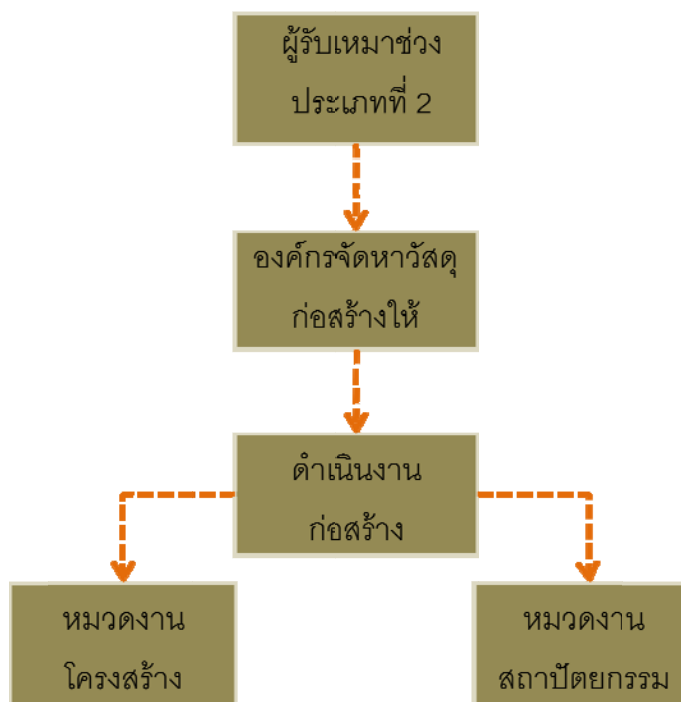 ผู้รับเหมาช่วง
ประเภทที่ 2
องค์กรจัดหาวัสดุ
ก่อสร้างให้
ดำเนินงาน
ก่อสร้าง
หมวดงาน
โครงสร้าง
หมวดงาน
สถาปัตยกรรม